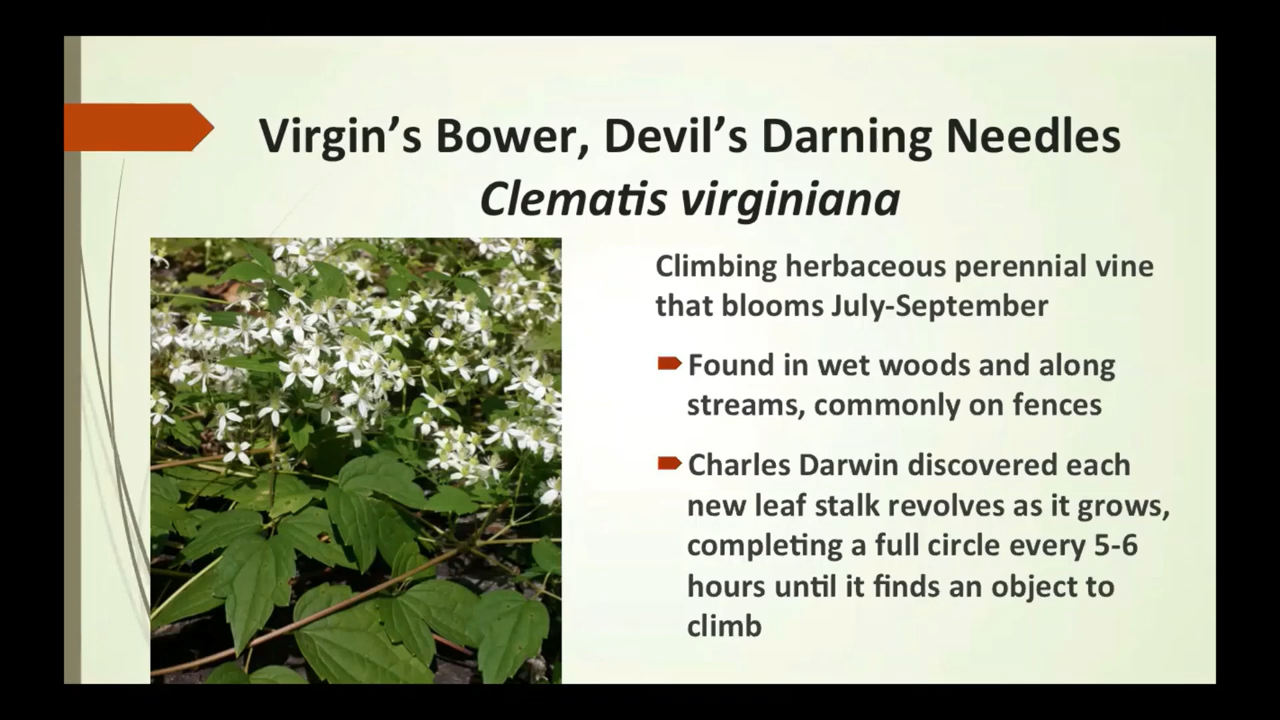 Virgin’s Bower, Devil’s Darning Needles
Clematis virginiana
Climbing herbaceous perennial vine
that blooms July-September
Found in wet woods and along
streams, commonly on fences
Charles Darwin discovered each
new leaf stalk revolves as it grows,
completing a full circle every 5-6
hours until it finds an object to
climb